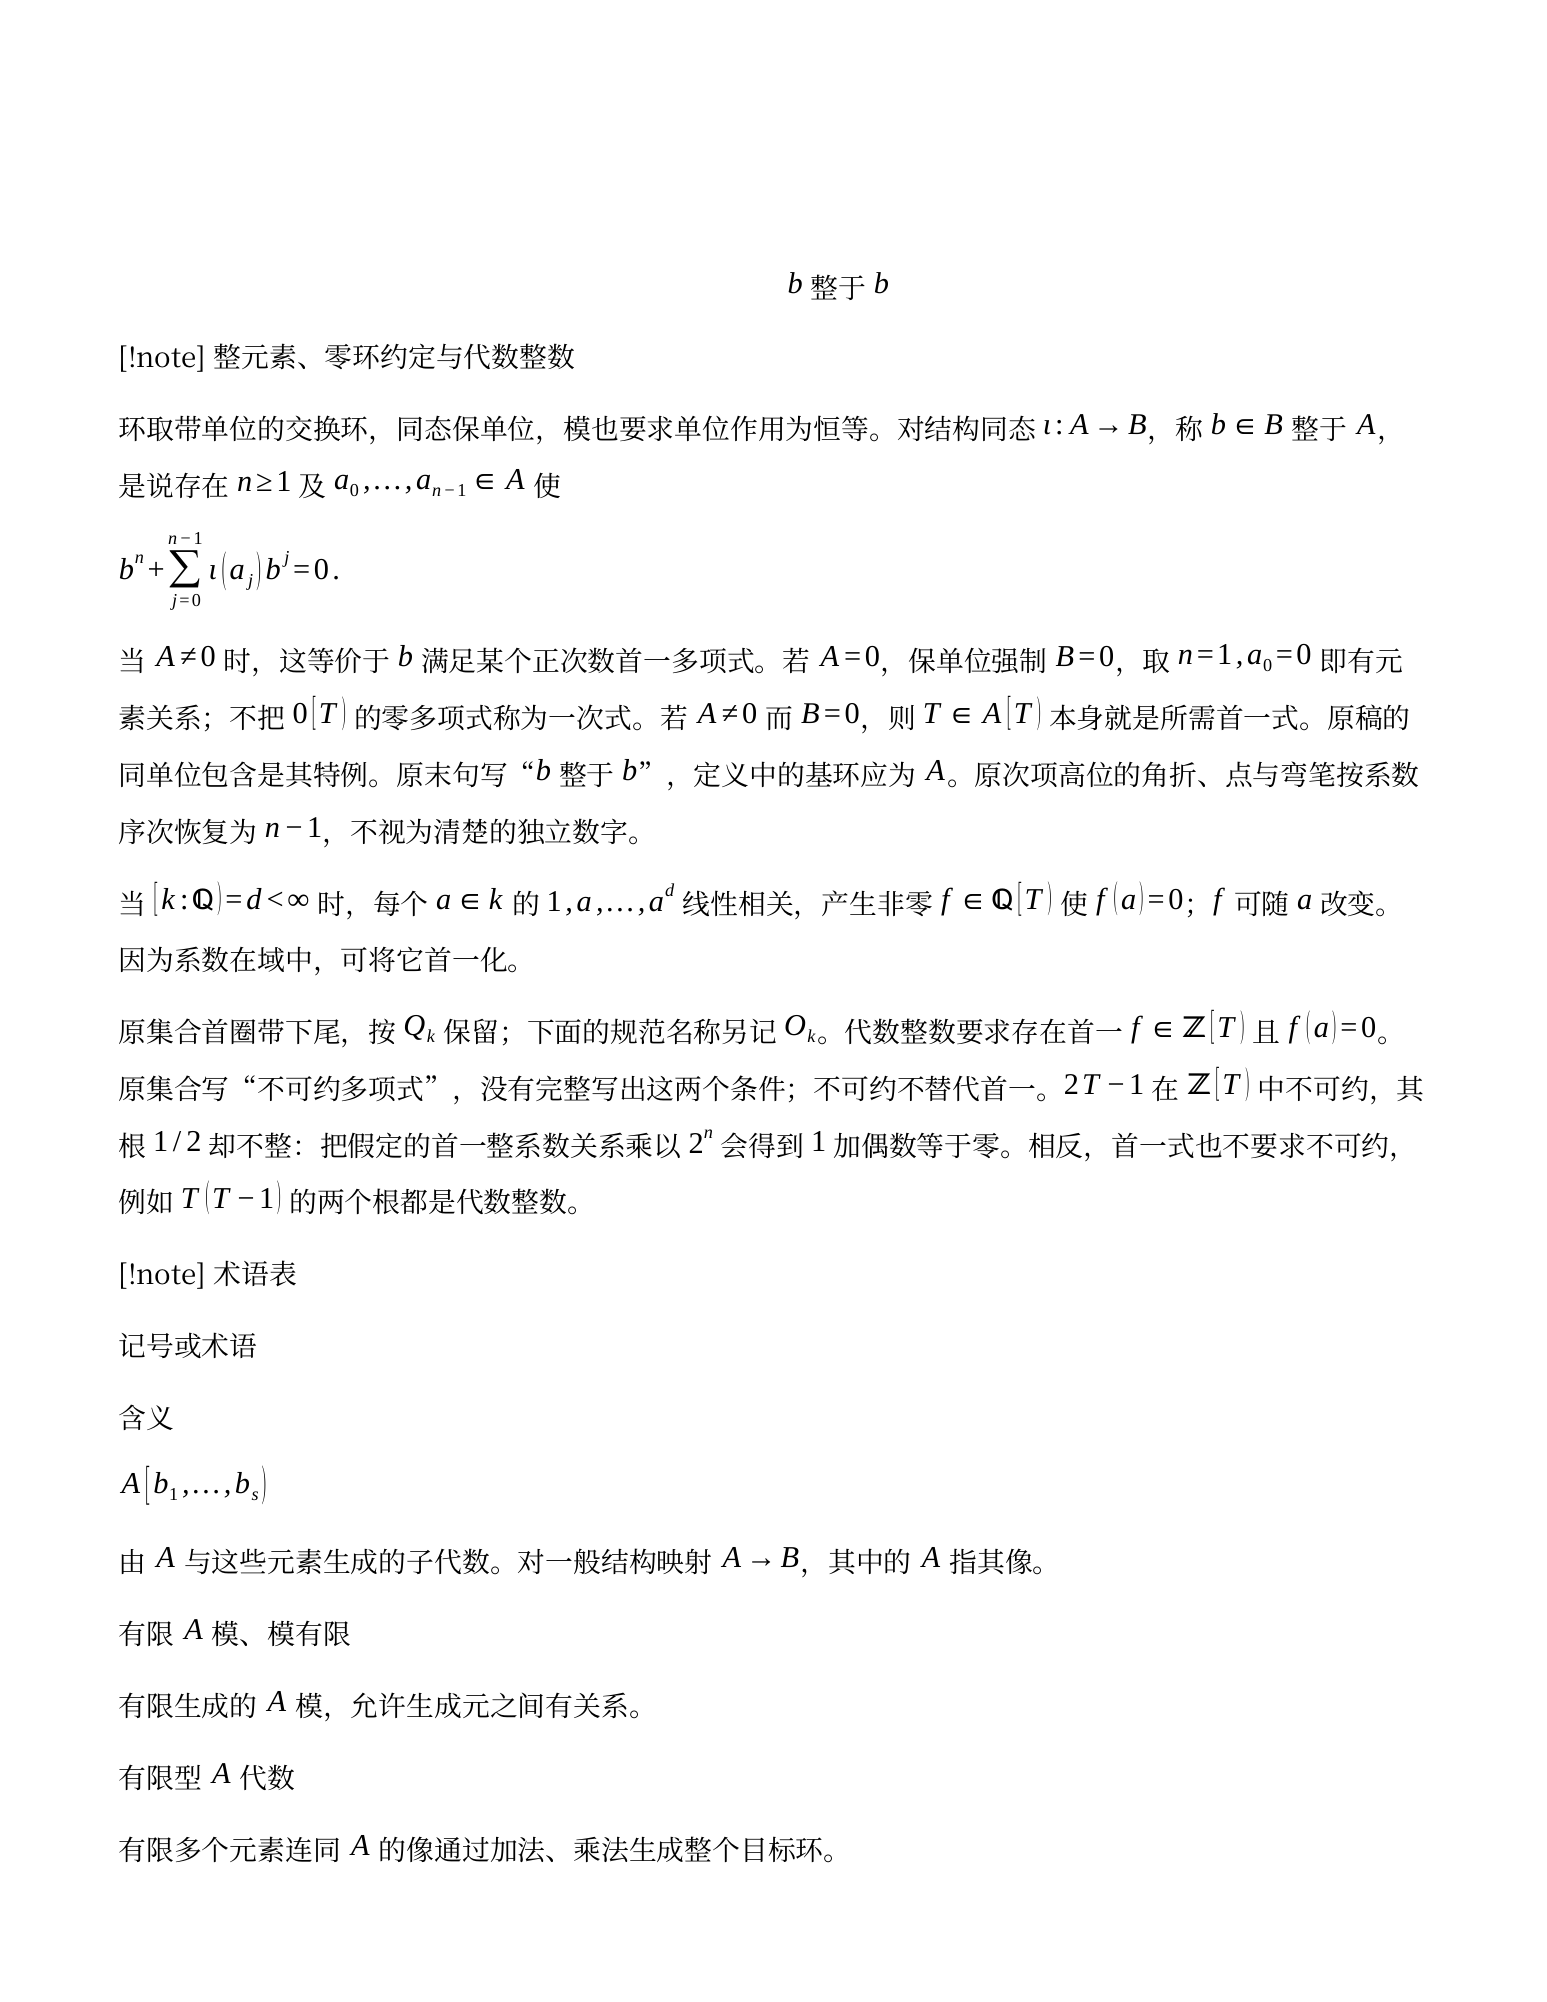 b 整于 b
[!note] 整元素、零环约定与代数整数
环取带单位的交换环，同态保单位，模也要求单位作用为恒等。对结构同态 ι : A → B，称 b ∈ B 整于 A，
是说存在 n ≥ 1 及 a₀ ,…, aₙ₋₁ ∈ A 使
bⁿ + ∑_{j=0}^{n−1} ι(a_j) b^j = 0 .
当 A ≠ 0 时，这等价于 b 满足某个正次数首一多项式。若 A = 0，保单位强制 B = 0，取 n = 1 , a₀ = 0 即有元
素关系；不把 0[T) 的零多项式称为一次式。若 A ≠ 0 而 B = 0，则 T ∈ A[T) 本身就是所需首一式。原稿的
同单位包含是其特例。原末句写“b 整于 b”，定义中的基环应为 A。原次项高位的角折、点与弯笔按系数
序次恢复为 n − 1，不视为清楚的独立数字。
当 [k : ℚ) = d < ∞ 时，每个 a ∈ k 的 1 , a ,…, a^d 线性相关，产生非零 f ∈ ℚ[T) 使 f(a) = 0；f 可随 a 改变。
因为系数在域中，可将它首一化。
原集合首圈带下尾，按 Q_k 保留；下面的规范名称另记 O_k。代数整数要求存在首一 f ∈ ℤ[T) 且 f(a) = 0。
原集合写“不可约多项式”，没有完整写出这两个条件；不可约不替代首一。2T − 1 在 ℤ[T) 中不可约，其
根 1/2 却不整：把假定的首一整系数关系乘以 2ⁿ 会得到 1 加偶数等于零。相反，首一式也不要求不可约，
例如 T(T − 1) 的两个根都是代数整数。
[!note] 术语表
记号或术语
含义
A[b₁ ,…, b_s)
由 A 与这些元素生成的子代数。对一般结构映射 A → B，其中的 A 指其像。
有限 A 模、模有限
有限生成的 A 模，允许生成元之间有关系。
有限型 A 代数
有限多个元素连同 A 的像通过加法、乘法生成整个目标环。